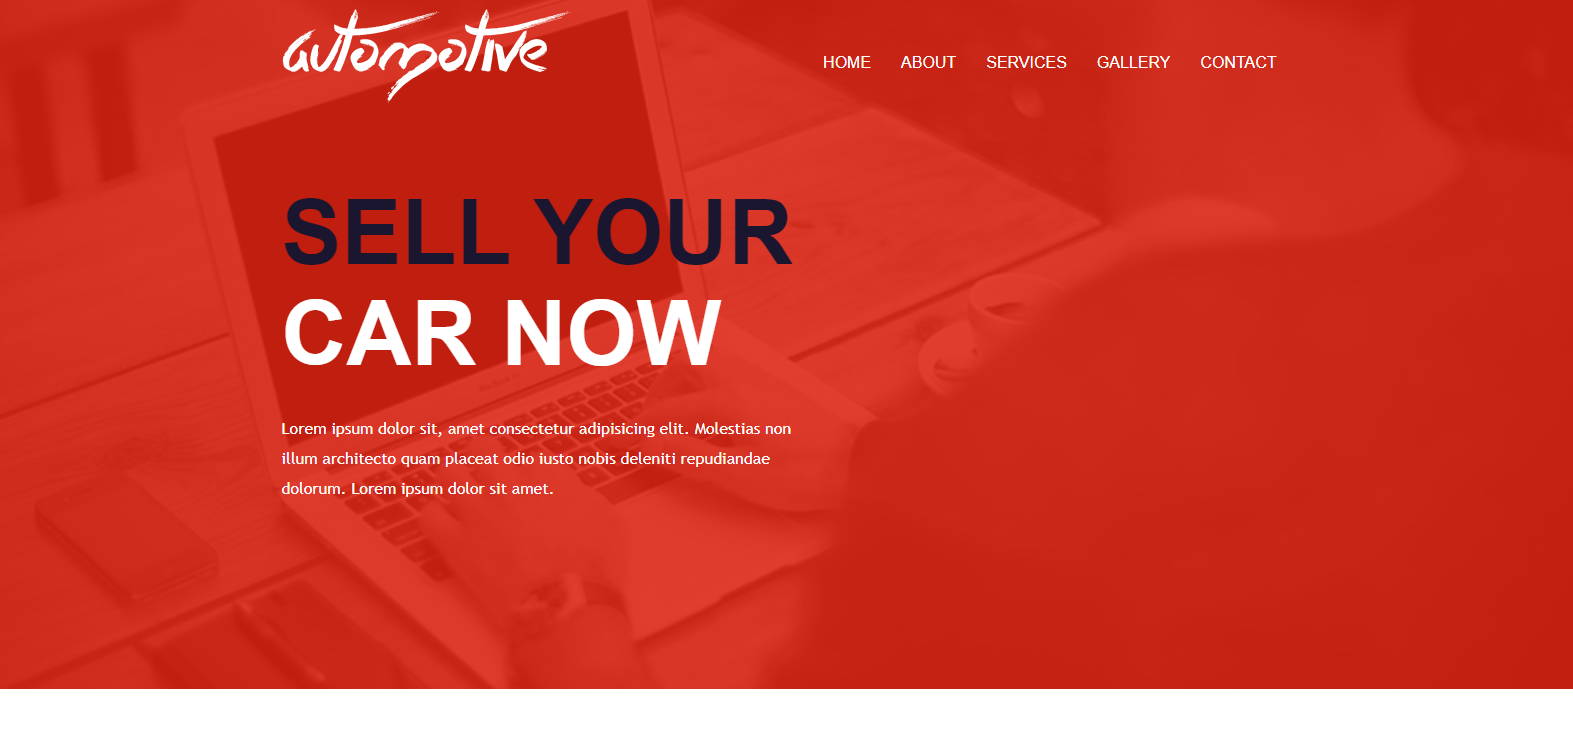 automotive
HOME ABOUT SERVICES GALLERY CONTACT
SELL YOUR
CAR NOW
Lorem ipsum dolor sit, amet consectetur adipisicing elit. Molestias non
illum architecto quam placeat odio iusto nobis deleniti repudiandae
dolorum. Lorem ipsum dolor sit amet.